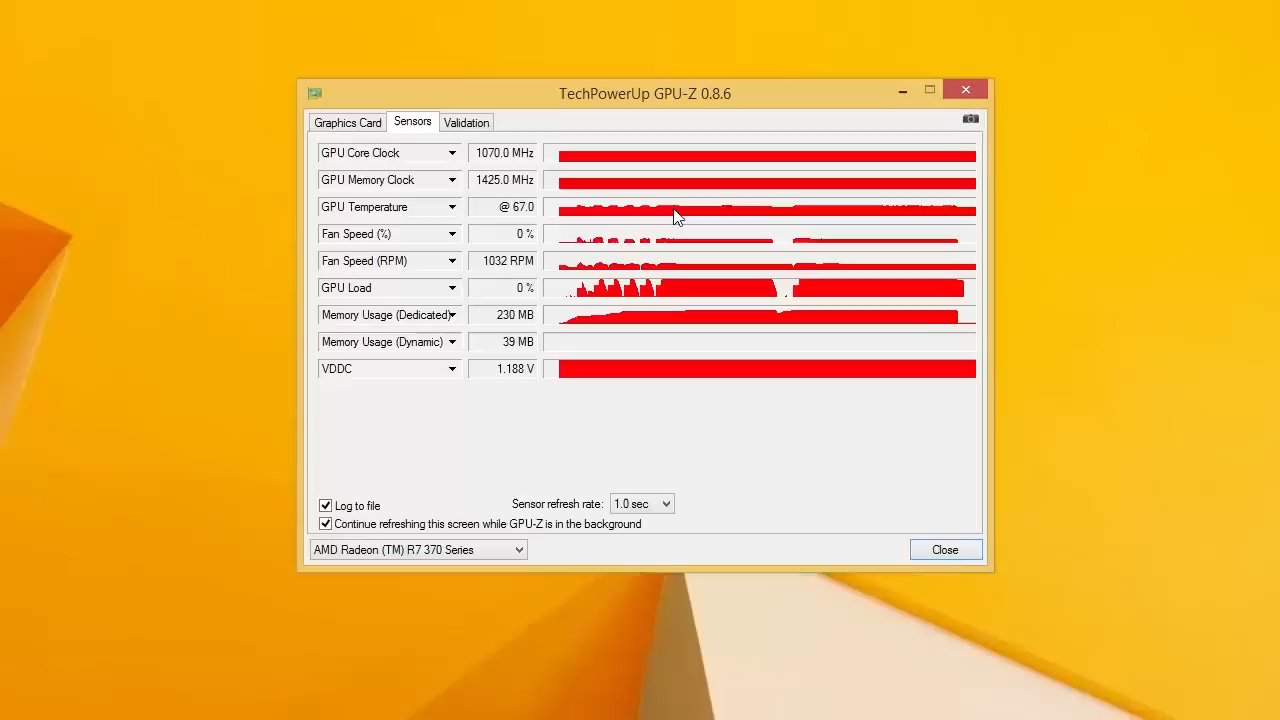 TechPowerUp GPU-Z 0.8.6
Graphics Card Sensors Validation
GPU Core Clock 1070.0 MHz
GPU Memory Clock 1425.0 MHz
GPU Temperature @ 67.0
Fan Speed (%) 0 %
Fan Speed (RPM) 1032 RPM
GPU Load 0 %
Memory Usage (Dedicated) 230 MB
Memory Usage (Dynamic) 39 MB
VDDC 1.188 V
Log to file Sensor refresh rate: 1.0 sec
Continue refreshing this screen while GPU-Z is in the background
AMD Radeon (TM) R7 370 Series Close